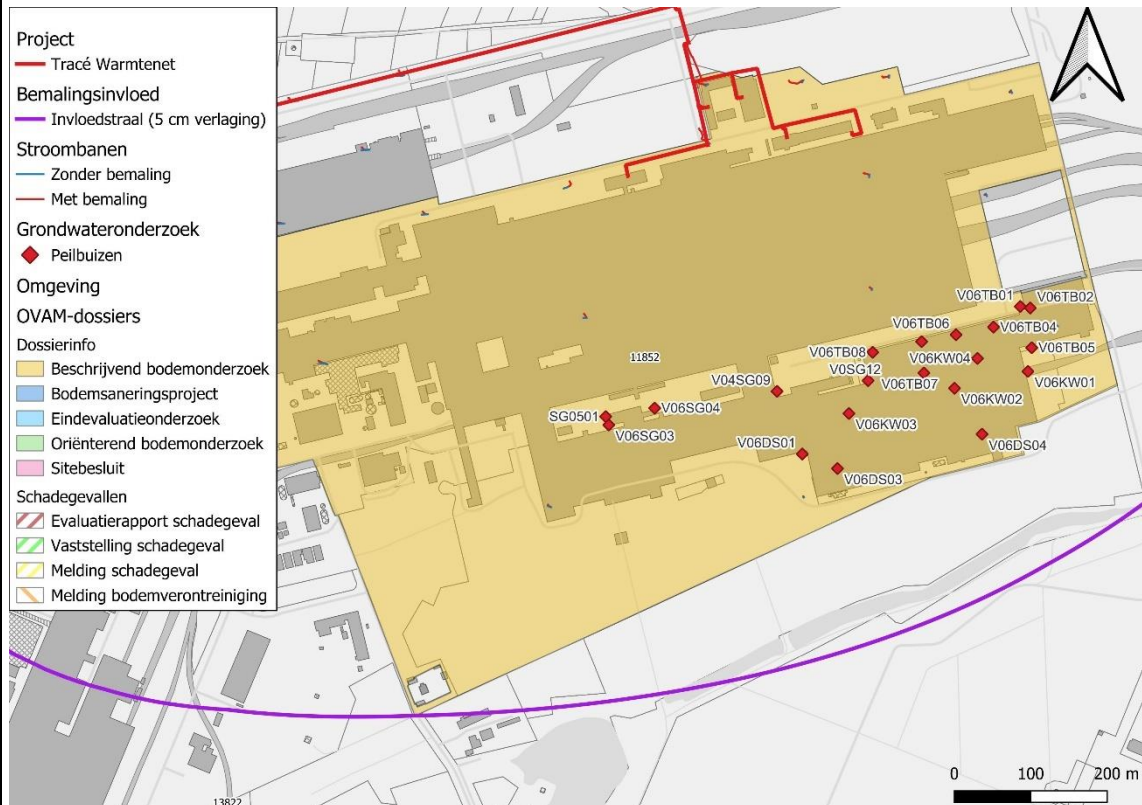 Project
Tracé Warmtenet
Bemalingsinvloed
Invloedstraal (5 cm verlaging)
Stroombanen
Zonder bemaling
Met bemaling
Grondwateronderzoek
Peilbuizen
Omgeving
OVAM-dossiers
Dossierinfo
Beschrijvend bodemonderzoek
Bodemsaneringsproject
Eindevaluatieonderzoek
Oriënterend bodemonderzoek
Sitebesluit
Schadegevallen
Evaluatierapport schadegeval
Vaststelling schadegeval
Melding schadegeval
Melding bodemverontreiniging
V06TB01
V06TB02
V06TB06
V06TB04
11852
V06TB08
V06KW04
V06TB05
V0SG12
V06TB07
V06KW01
V04SG09
V06KW02
V06SG04
SG0501
V06KW03
V06SG03
V06DS01
V06DS04
V06DS03
0 100 200 m
13822